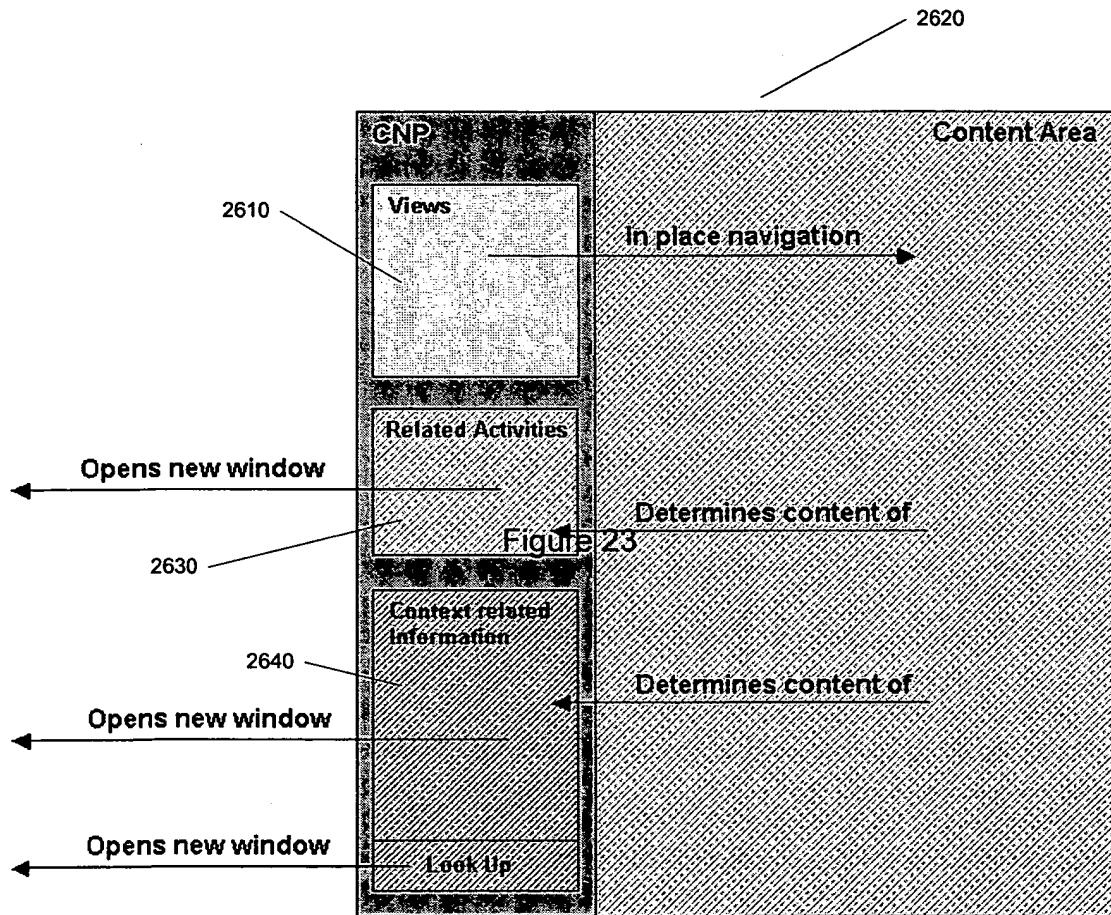 2620
CNP
Content Area
Views
2610
In place navigation
Related Activities
Opens new window
Determines content of
Figure 23
2630
Context related
Information
2640
Determines content of
Opens new window
Opens new window
Look Up